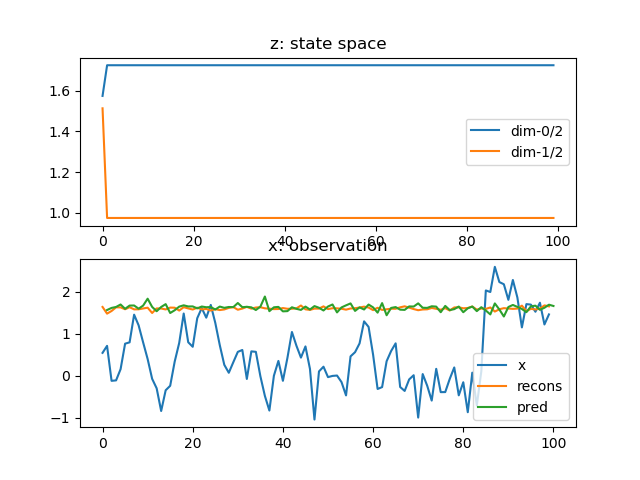 z: state space
1.6
1.4
1.2
1.0
dim-0/2
dim-1/2
0 20 40 60 80 100
x: observation
2
1
0
−1
x
recons
pred
0 20 40 60 80 100